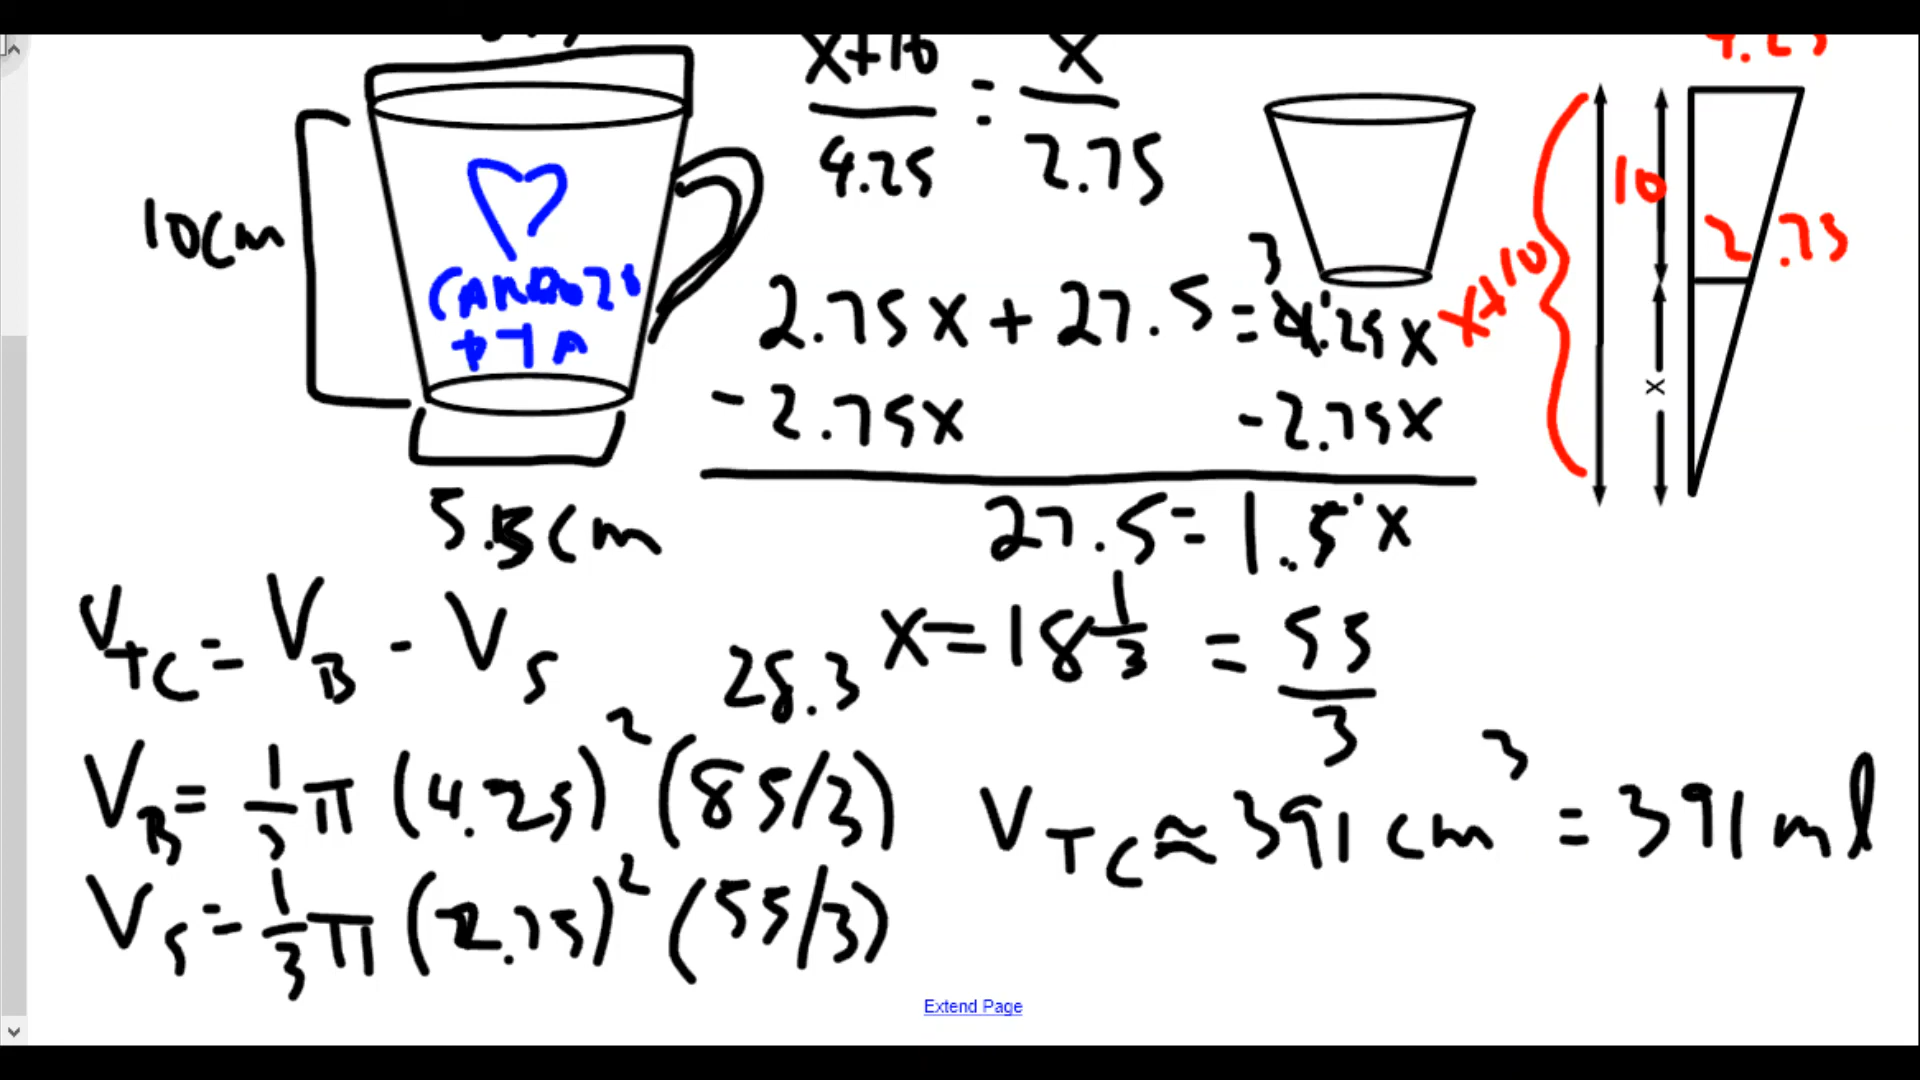 x+10 / 4.25 = x / 2.75
4.25
10
2.75
x+10
x
10cm
CARDOZO
PTA
5.5cm
2.75x + 27.5 = 4.25x
- 2.75x - 2.75x
27.5 = 1.5x
x = 18 1/3 = 55/3
V_TC = V_B - V_S
28.3
V_B = 1/3 π (4.25)² (85/3)
V_S = 1/3 π (2.75)² (55/3)
V_TC ≈ 391 cm³ = 391 ml
Extend Page